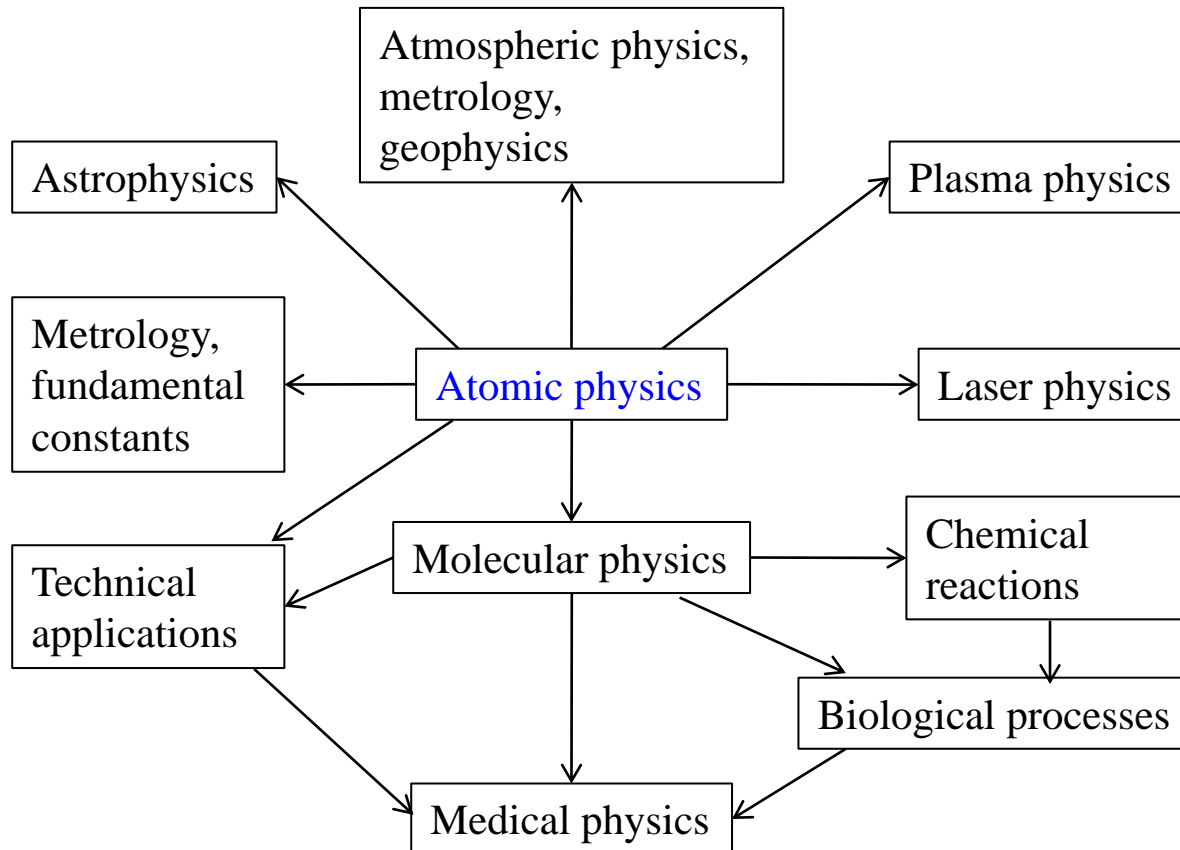 Atmospheric physics,
metrology,
geophysics
Astrophysics
Plasma physics
Metrology,
fundamental
constants
Atomic physics
Laser physics
Technical
applications
Molecular physics
Chemical
reactions
Biological processes
Medical physics